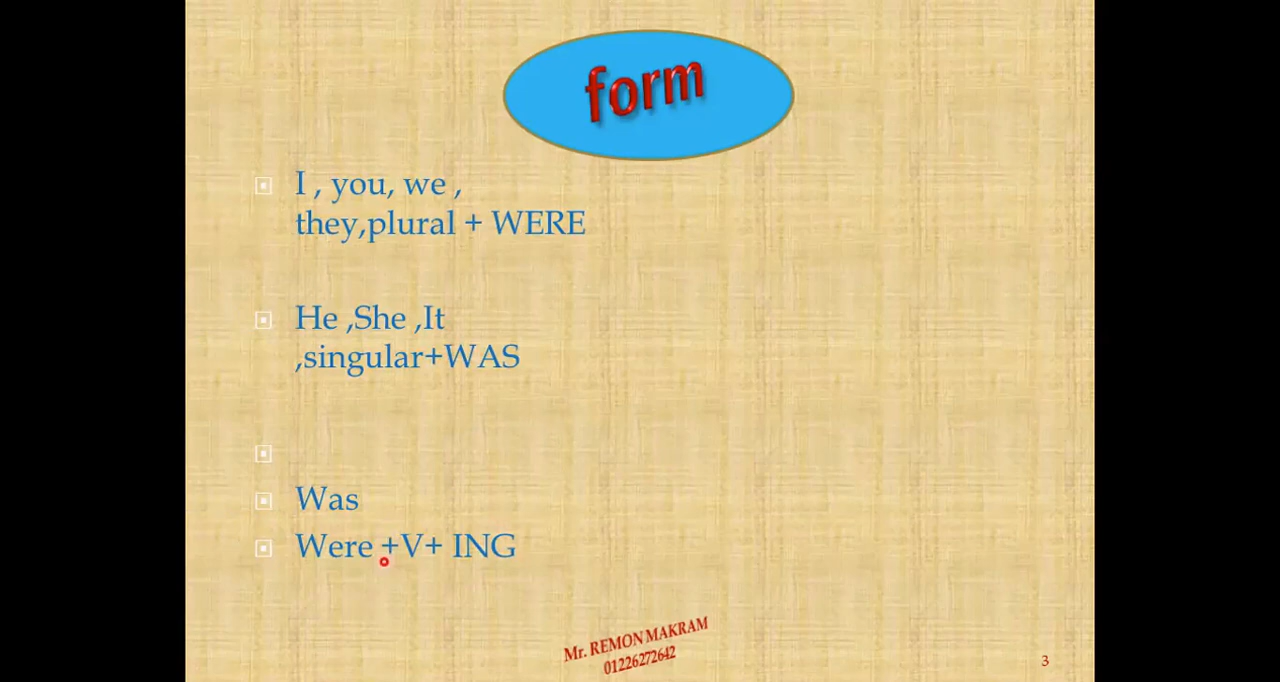 form
I , you, we ,
they,plural + WERE
He ,She ,It
,singular+WAS
Was
Were +V+ ING
Mr. REMON MAKRAM
01226272642
3